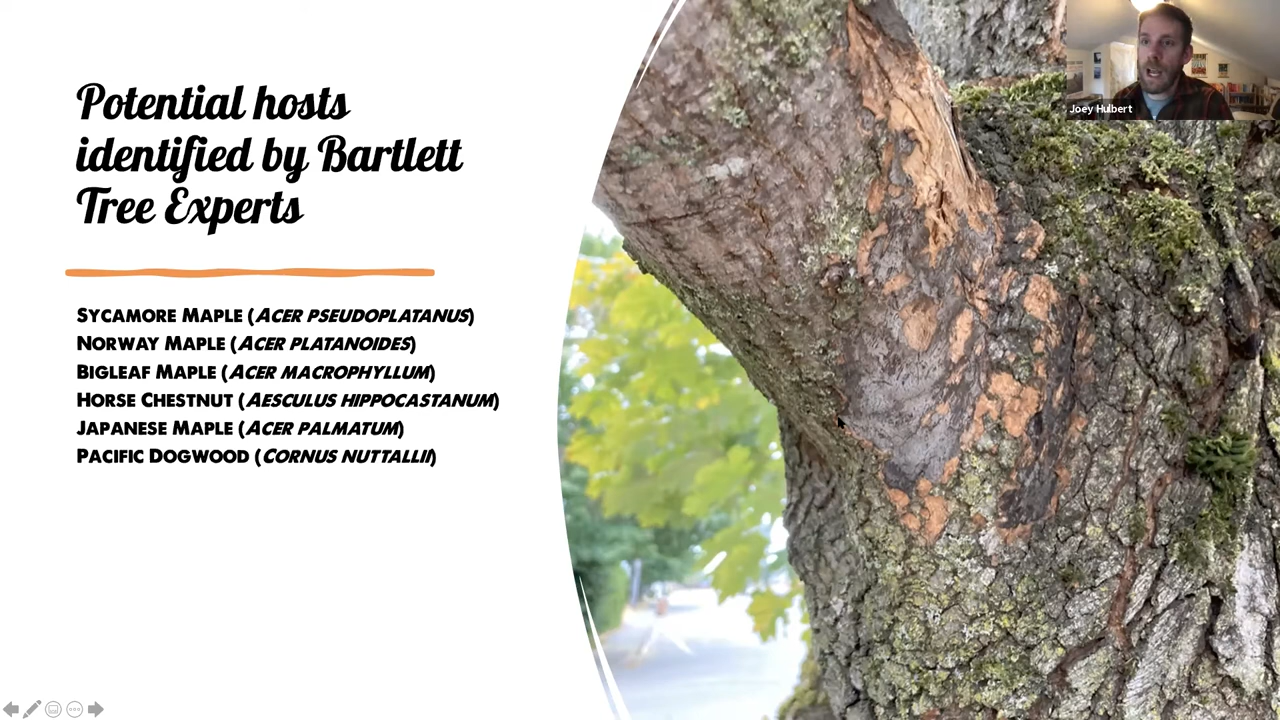 Potential hosts
identified by Bartlett
Tree Experts
Sycamore Maple (Acer pseudoplatanus)
Norway Maple (Acer platanoides)
Bigleaf Maple (Acer macrophyllum)
Horse Chestnut (Aesculus hippocastanum)
Japanese Maple (Acer palmatum)
Pacific Dogwood (Cornus nuttallii)
Joey Hulbert